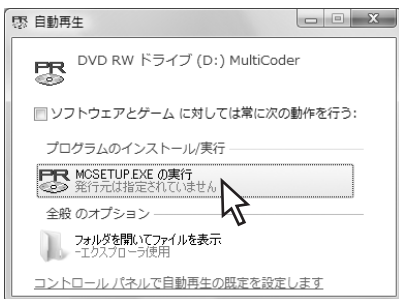 自動再生
DVD RW ドライブ (D:) MultiCoder
ソフトウェアとゲーム に対しては常に次の動作を行う:
プログラムのインストール/実行
MCSETUP.EXE の実行
発行元は指定されていません
全般 のオプション
フォルダを開いてファイルを表示
-エクスプローラ使用
コントロール パネルで自動再生の既定を設定します